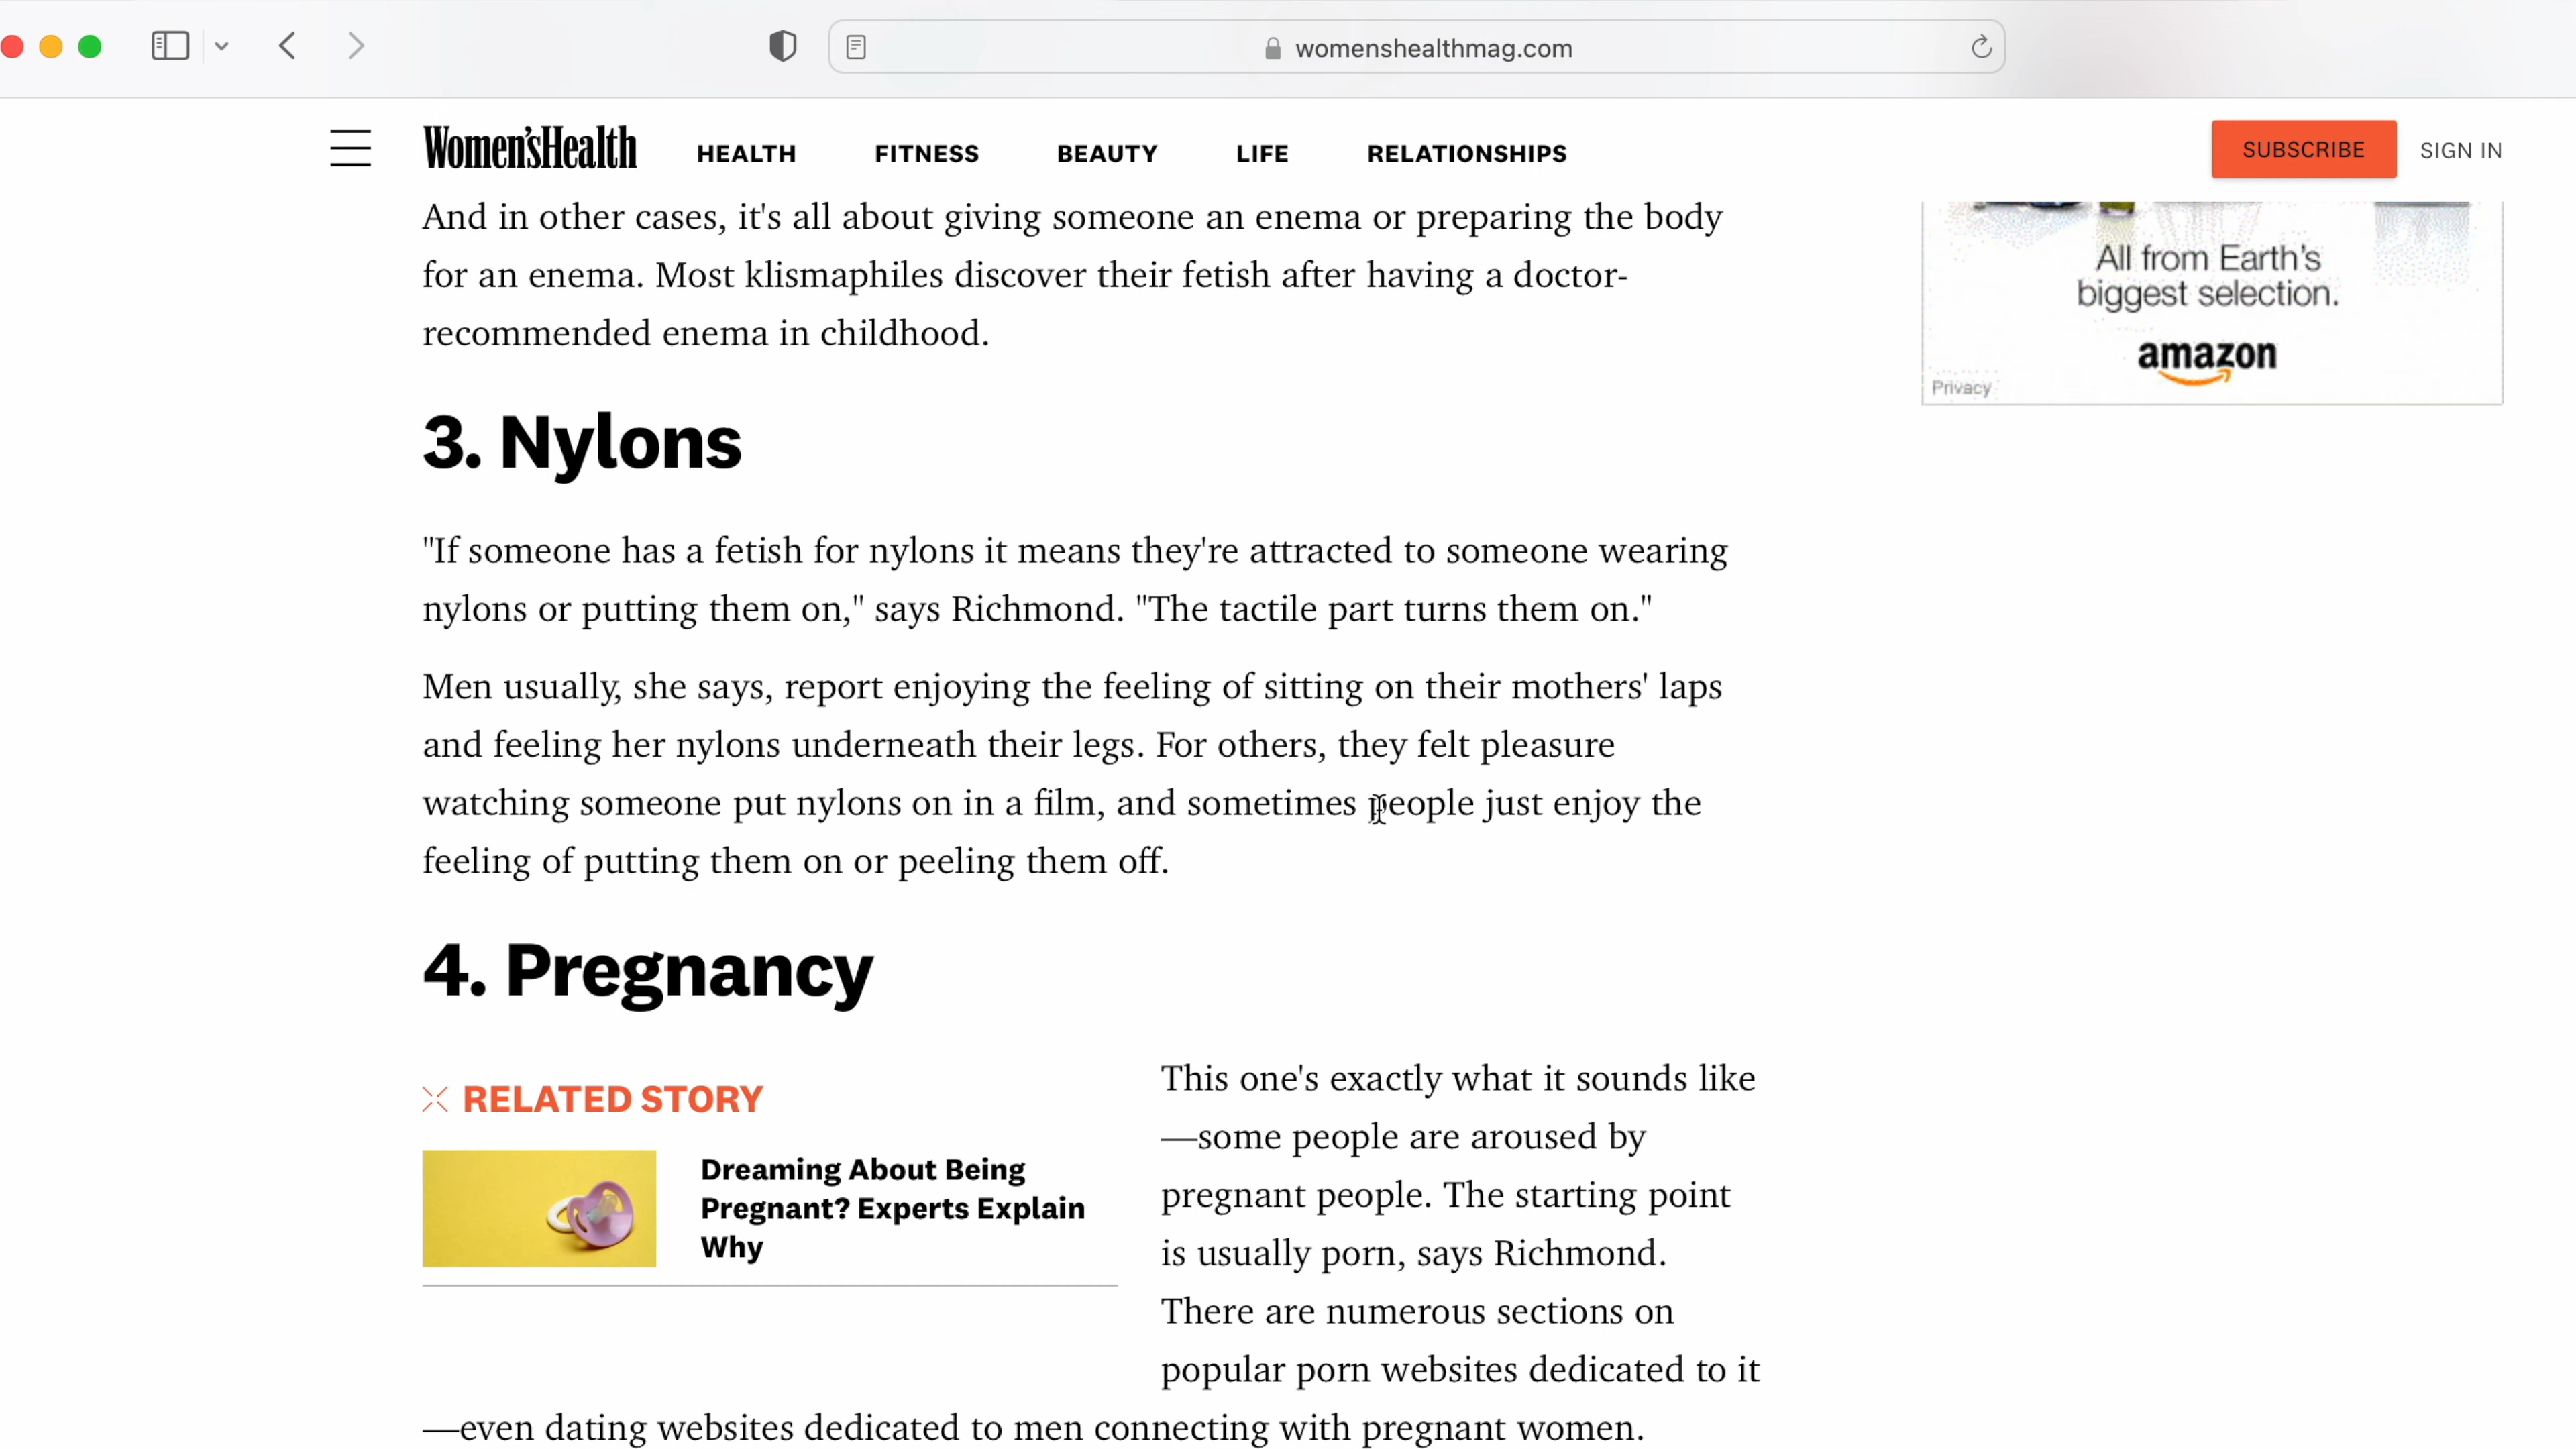 womenshealthmag.com
Women'sHealth
HEALTH
FITNESS
BEAUTY
LIFE
RELATIONSHIPS
SUBSCRIBE
SIGN IN
And in other cases, it's all about giving someone an enema or preparing the body
for an enema. Most klismaphiles discover their fetish after having a doctor-
recommended enema in childhood.
All from Earth's
biggest selection.
amazon
Privacy
3. Nylons
"If someone has a fetish for nylons it means they're attracted to someone wearing
nylons or putting them on," says Richmond. "The tactile part turns them on."
Men usually, she says, report enjoying the feeling of sitting on their mothers' laps
and feeling her nylons underneath their legs. For others, they felt pleasure
watching someone put nylons on in a film, and sometimes people just enjoy the
feeling of putting them on or peeling them off.
4. Pregnancy
RELATED STORY
Dreaming About Being
Pregnant? Experts Explain
Why
This one's exactly what it sounds like
—some people are aroused by
pregnant people. The starting point
is usually porn, says Richmond.
There are numerous sections on
popular porn websites dedicated to it
—even dating websites dedicated to men connecting with pregnant women.